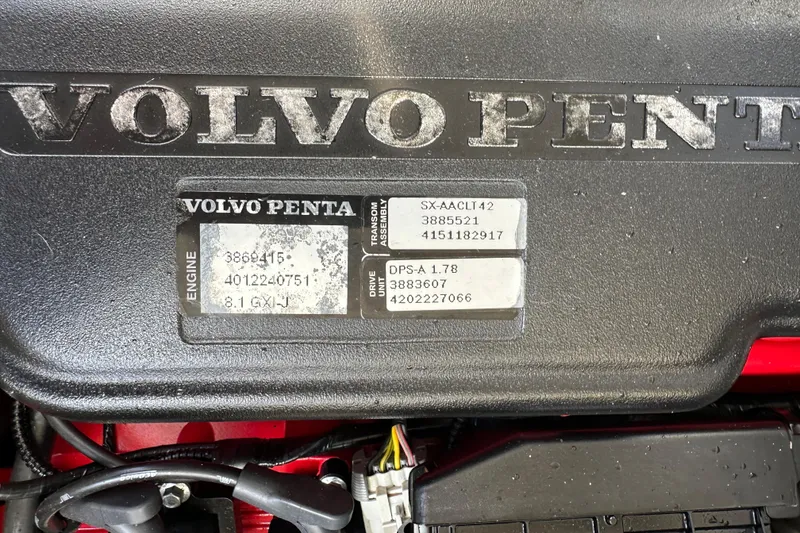 VOLVO PENT
VOLVO PENTA
ENGINE
3869415
4012240751
8.1 GXI-J
TRANSOM
ASSEMBLY
SX-AACLT42
3885521
4151182917
DRIVE
UNIT
DPS-A 1.78
3883607
4202227066